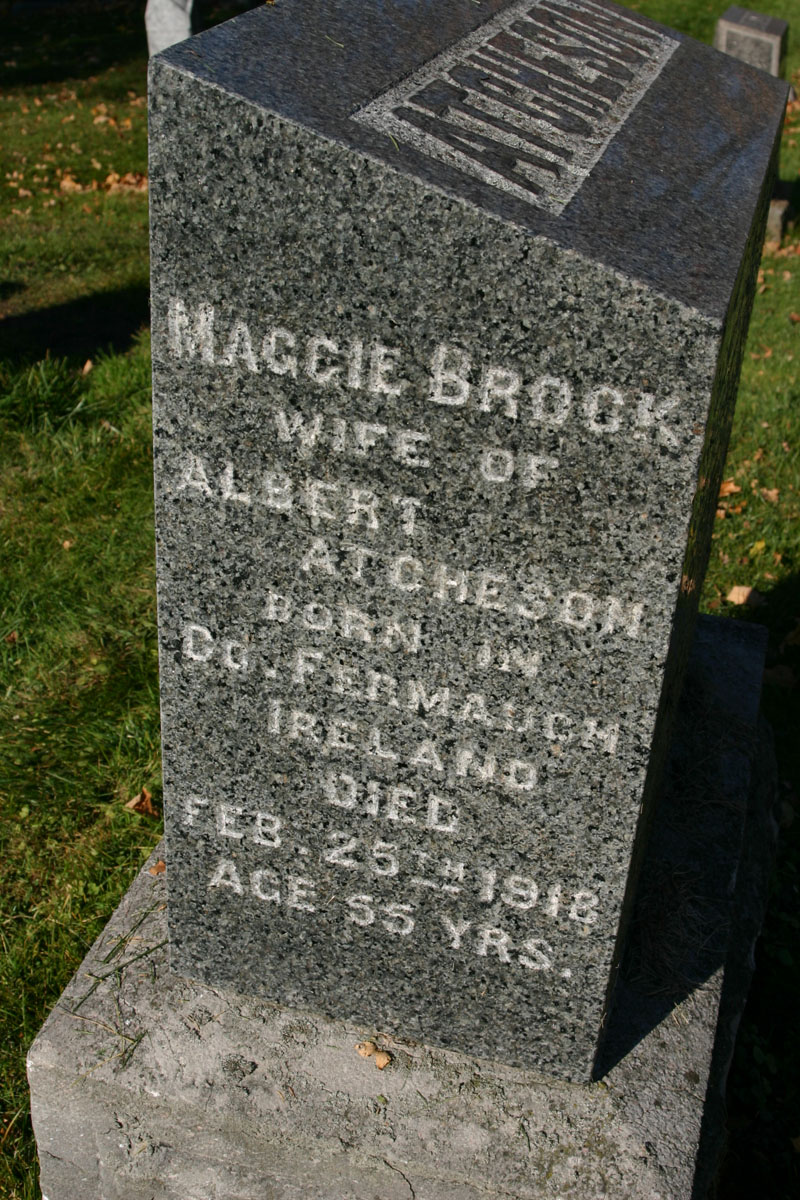 ATCHESON
MAGGIE BROCK
WIFE OF
ALBERT
ATCHESON
BORN IN
CO. FERMAUGH
IRELAND
DIED
FEB. 25TH 1918
AGE 55 YRS.